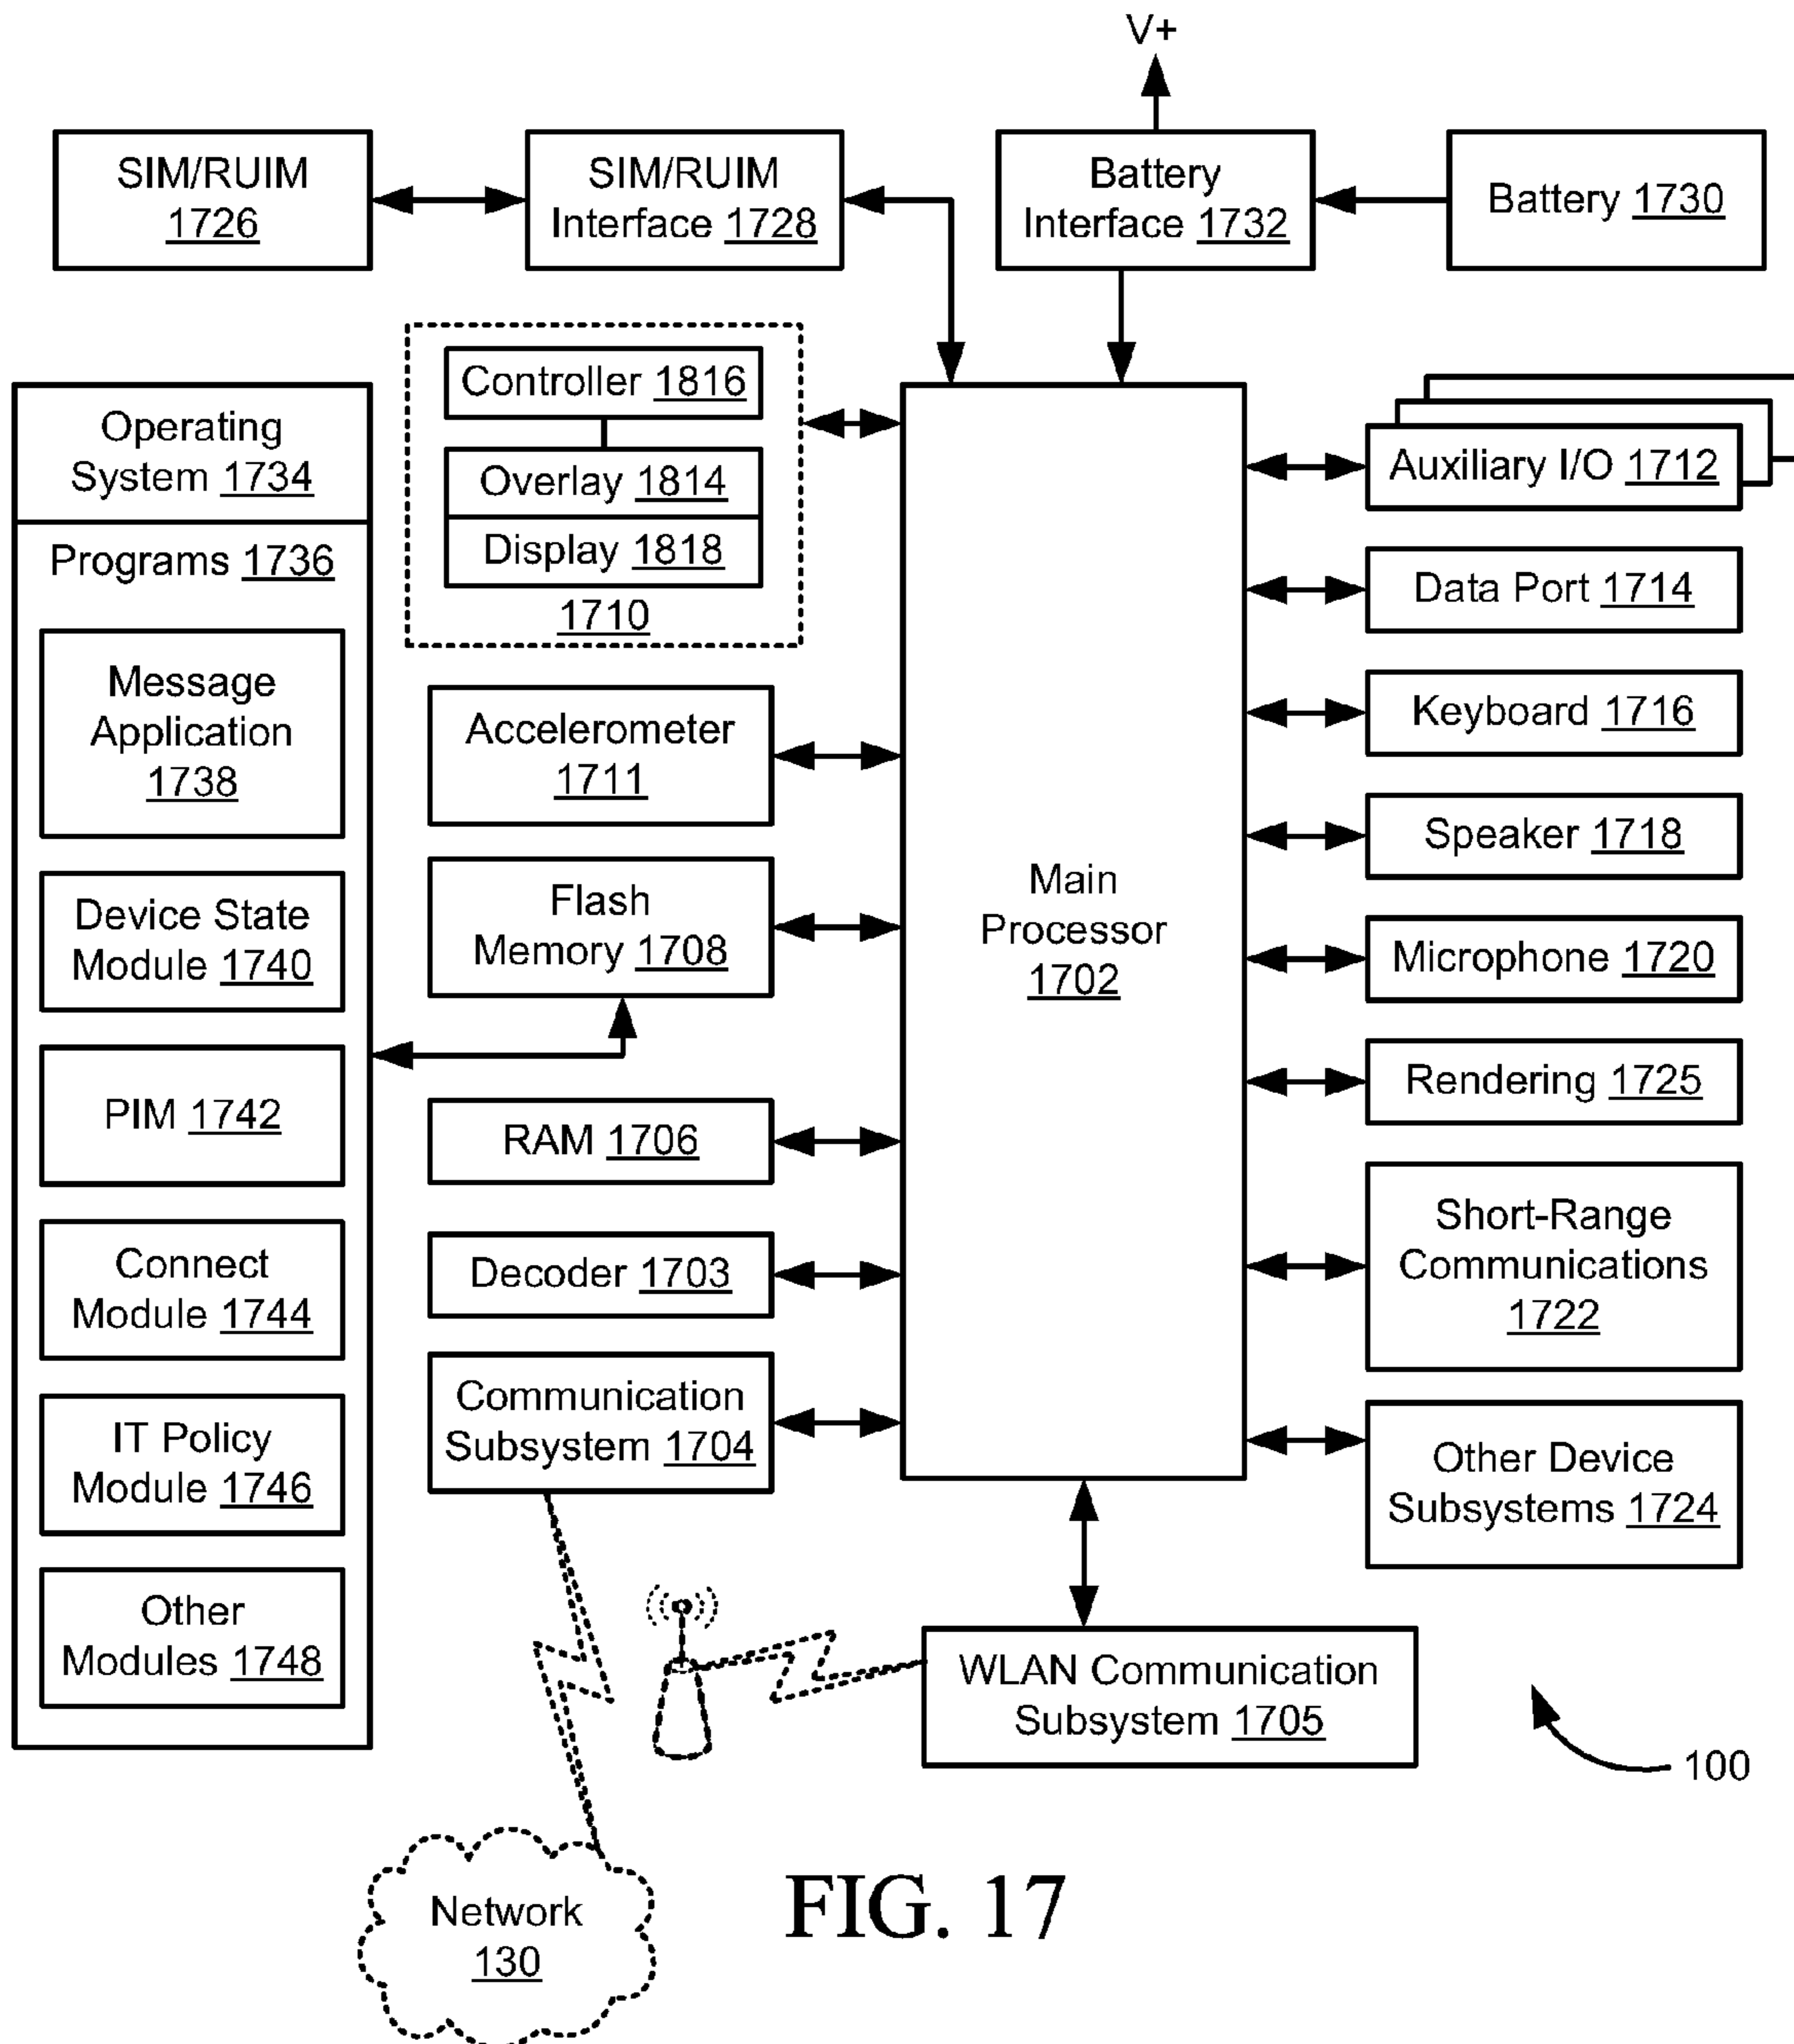 V+
SIM/RUIM
1726
SIM/RUIM
Interface 1728
Battery
Interface 1732
Battery 1730
Operating
System 1734
Programs 1736
Message
Application
1738
Device State
Module 1740
PIM 1742
Connect
Module 1744
IT Policy
Module 1746
Other
Modules 1748
Controller 1816
Overlay 1814
Display 1818
1710
Accelerometer
1711
Flash
Memory 1708
RAM 1706
Decoder 1703
Communication
Subsystem 1704
Main
Processor
1702
Auxiliary I/O 1712
Data Port 1714
Keyboard 1716
Speaker 1718
Microphone 1720
Rendering 1725
Short-Range
Communications
1722
Other Device
Subsystems 1724
WLAN Communication
Subsystem 1705
100
Network
130
FIG. 17